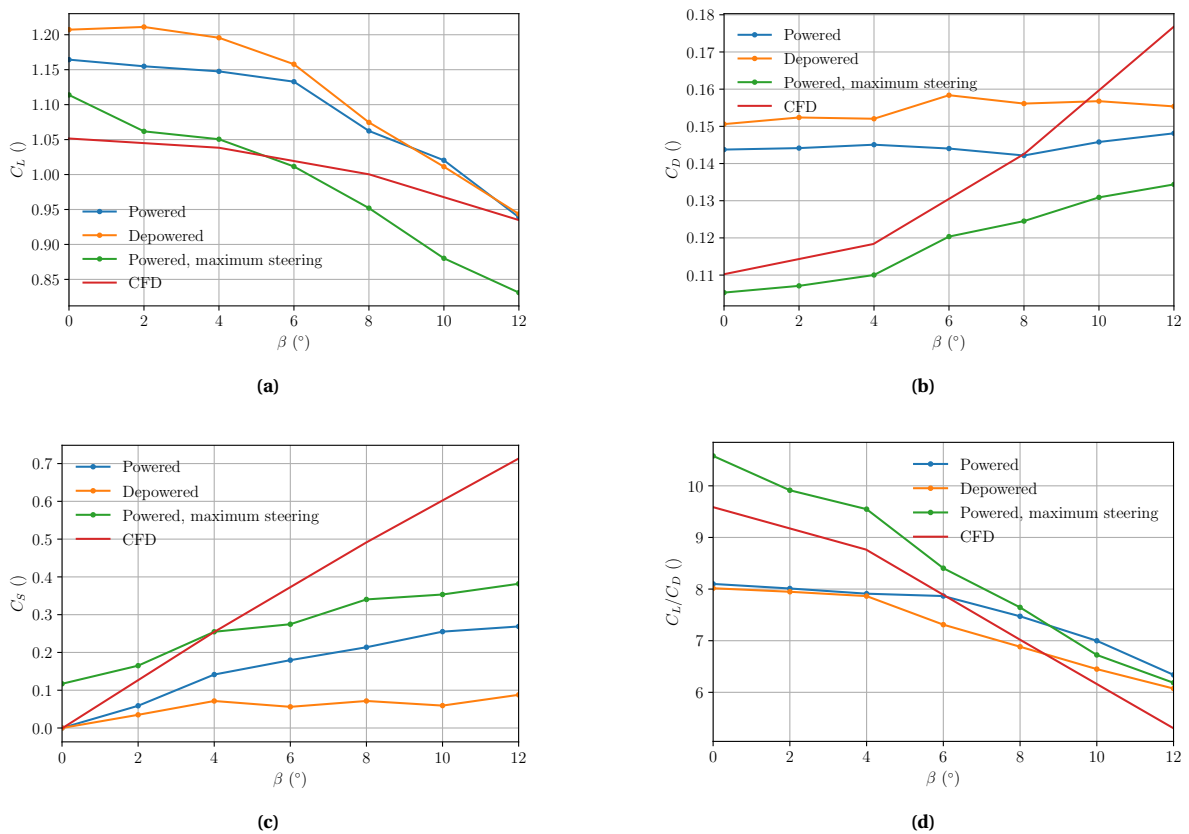 1.20
1.15
1.10
1.05
1.00
0.95
0.90
0.85
C_L ()
Powered
Depowered
Powered, maximum steering
CFD
0 2 4 6 8 10 12
β (°)
(a)
0.18
0.17
0.16
0.15
0.14
0.13
0.12
0.11
C_D ()
Powered
Depowered
Powered, maximum steering
CFD
0 2 4 6 8 10 12
β (°)
(b)
0.7
0.6
0.5
0.4
0.3
0.2
0.1
0.0
C_S ()
Powered
Depowered
Powered, maximum steering
CFD
0 2 4 6 8 10 12
β (°)
(c)
10
9
8
7
6
C_L/C_D ()
Powered
Depowered
Powered, maximum steering
CFD
0 2 4 6 8 10 12
β (°)
(d)